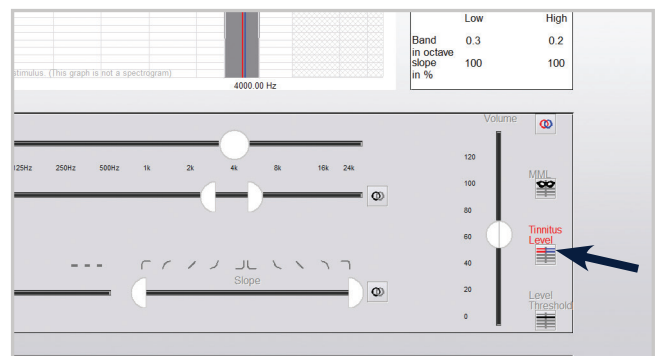 Low High
Band in octave 0.3 0.2
slope in % 100 100
stimulus. (This graph is not a spectrogram)
4000.00 Hz
Volume
125Hz 250Hz 500Hz 1k 2k 4k 8k 16k 24k
120
100
80
60
40
20
0
MML
Tinnitus
Level
Slope
Level
Threshold